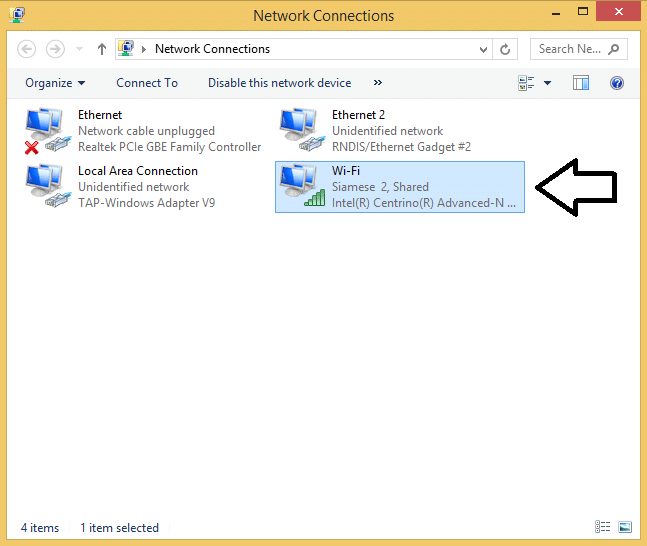 Network Connections
Network Connections
Search Ne...
Organize
Connect To
Disable this network device
»
Ethernet
Network cable unplugged
Realtek PCIe GBE Family Controller
Ethernet 2
Unidentified network
RNDIS/Ethernet Gadget #2
Local Area Connection
Unidentified network
TAP-Windows Adapter V9
Wi-Fi
Siamese 2, Shared
Intel(R) Centrino(R) Advanced-N ...
4 items
1 item selected